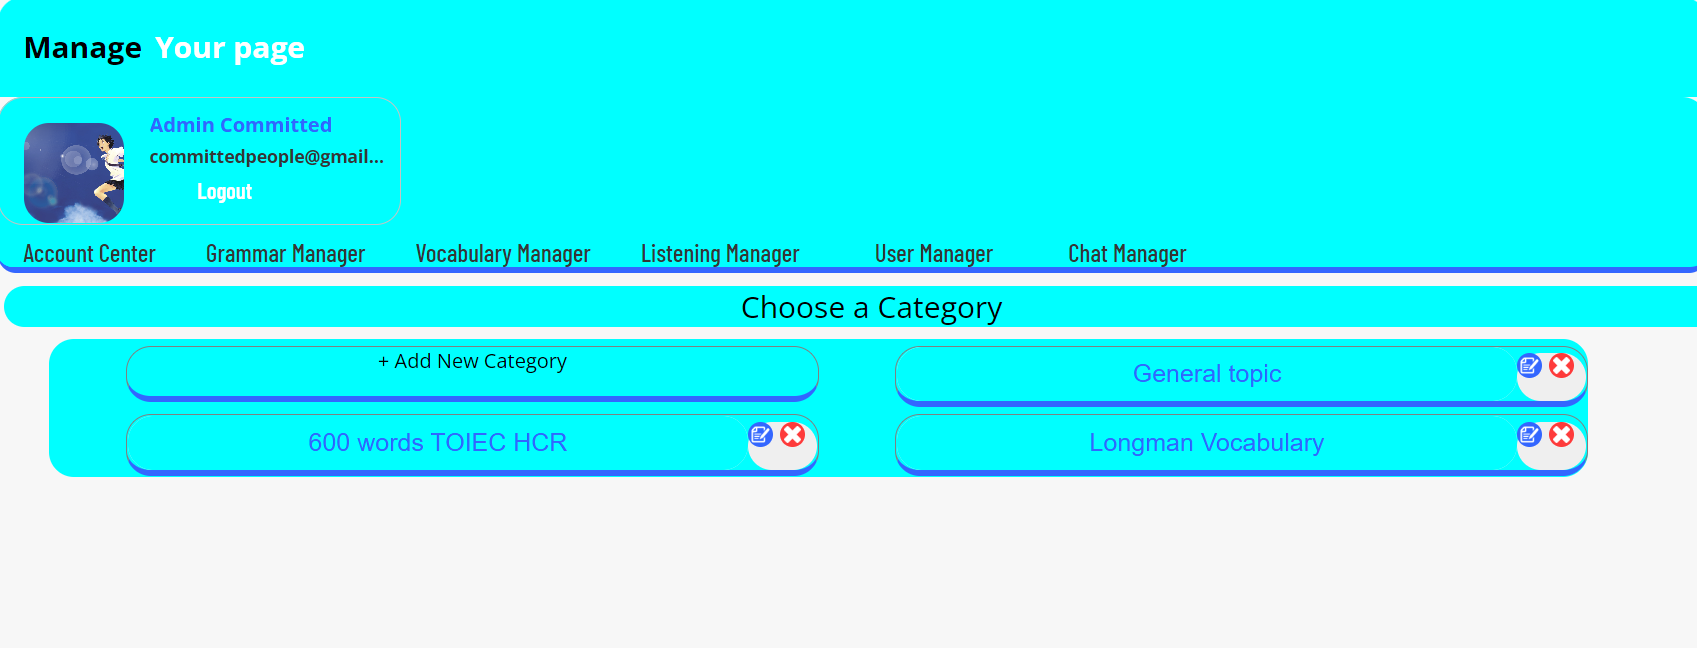 Manage Your page
Admin Committed
committedpeople@gmail...
Logout
Account Center Grammar Manager Vocabulary Manager Listening Manager User Manager Chat Manager
Choose a Category
+ Add New Category
General topic
600 words TOIEC HCR
Longman Vocabulary